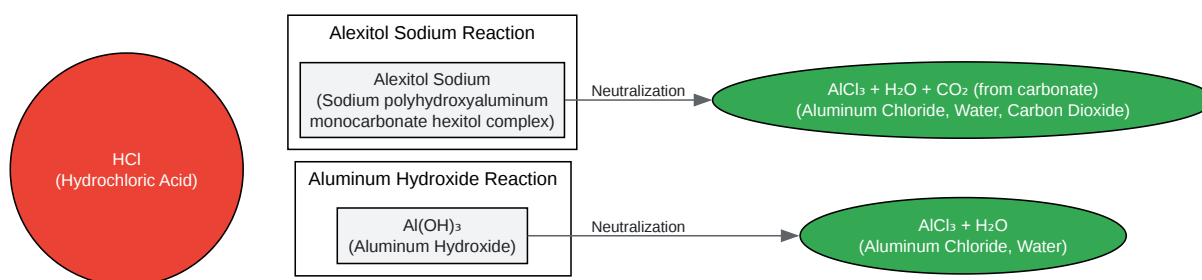 HCl
(Hydrochloric Acid)
Alexitol Sodium Reaction
Alexitol Sodium
(Sodium polyhydroxyaluminum
monocarbonate hexitol complex)
Neutralization
AlCl₃ + H₂O + CO₂ (from carbonate)
(Aluminum Chloride, Water, Carbon Dioxide)
Aluminum Hydroxide Reaction
Al(OH)₃
(Aluminum Hydroxide)
Neutralization
AlCl₃ + H₂O
(Aluminum Chloride, Water)